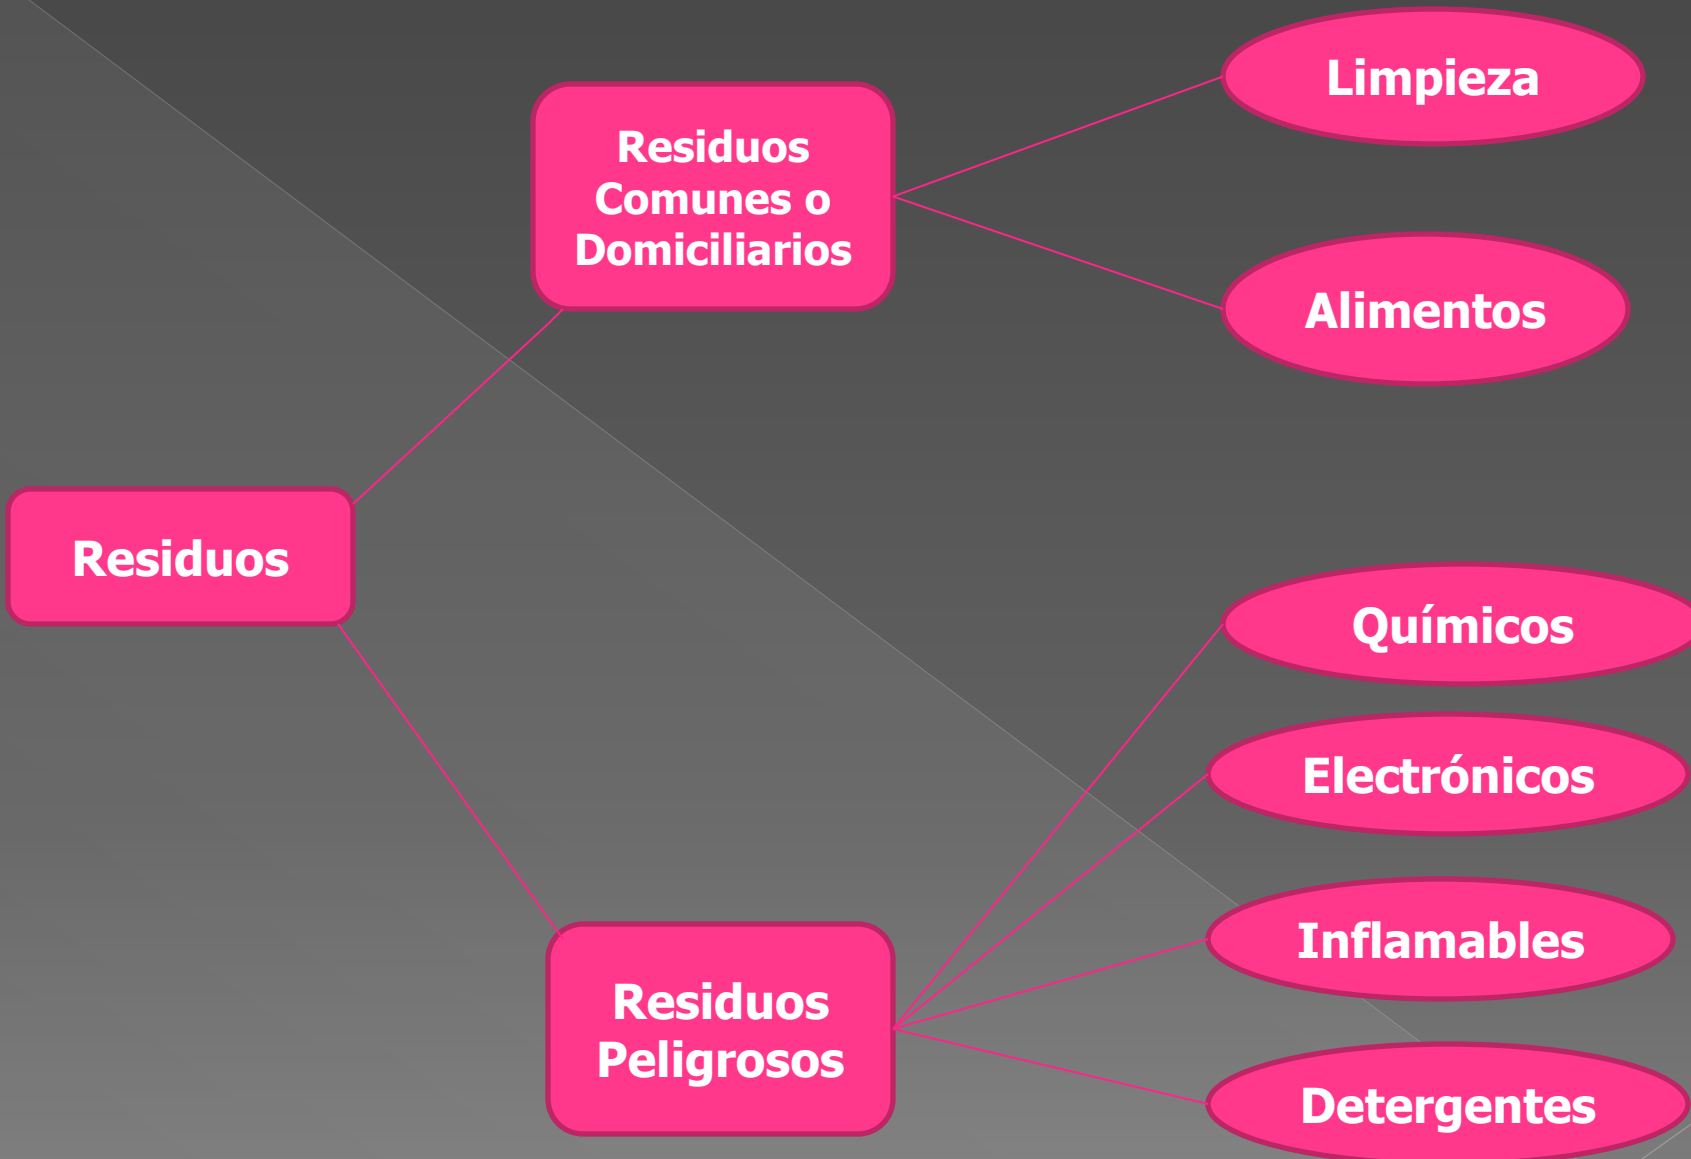 Residuos
Residuos
Comunes o
Domiciliarios
Limpieza
Alimentos
Residuos
Peligrosos
Químicos
Electrónicos
Inflamables
Detergentes